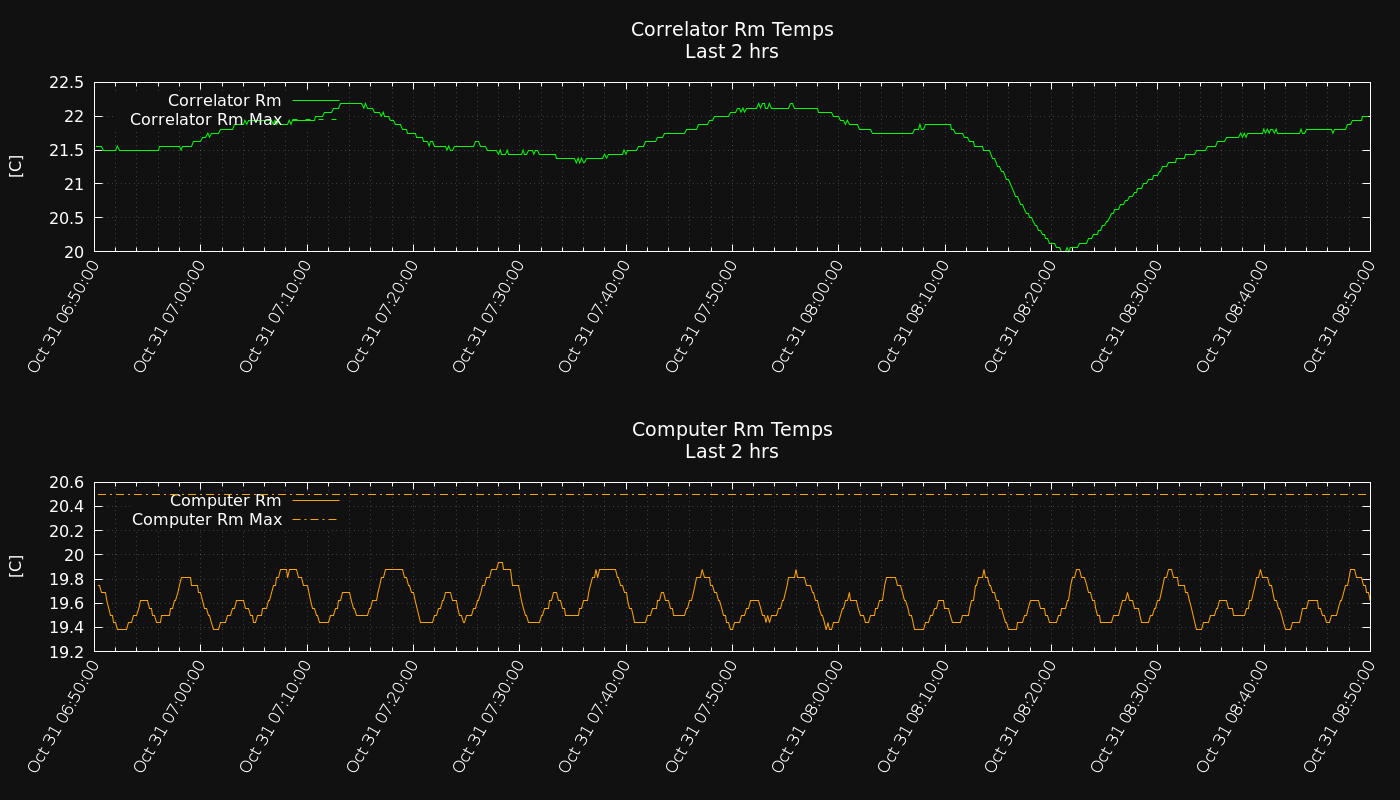 Correlator Rm Temps
Last 2 hrs
22.5
22
21.5
21
20.5
20
[C]
Correlator Rm
Correlator Rm Max
Oct 31 06:50:00
Oct 31 07:00:00
Oct 31 07:10:00
Oct 31 07:20:00
Oct 31 07:30:00
Oct 31 07:40:00
Oct 31 07:50:00
Oct 31 08:00:00
Oct 31 08:10:00
Oct 31 08:20:00
Oct 31 08:30:00
Oct 31 08:40:00
Oct 31 08:50:00
Computer Rm Temps
Last 2 hrs
20.6
20.4
20.2
20
19.8
19.6
19.4
19.2
[C]
Computer Rm
Computer Rm Max
Oct 31 06:50:00
Oct 31 07:00:00
Oct 31 07:10:00
Oct 31 07:20:00
Oct 31 07:30:00
Oct 31 07:40:00
Oct 31 07:50:00
Oct 31 08:00:00
Oct 31 08:10:00
Oct 31 08:20:00
Oct 31 08:30:00
Oct 31 08:40:00
Oct 31 08:50:00